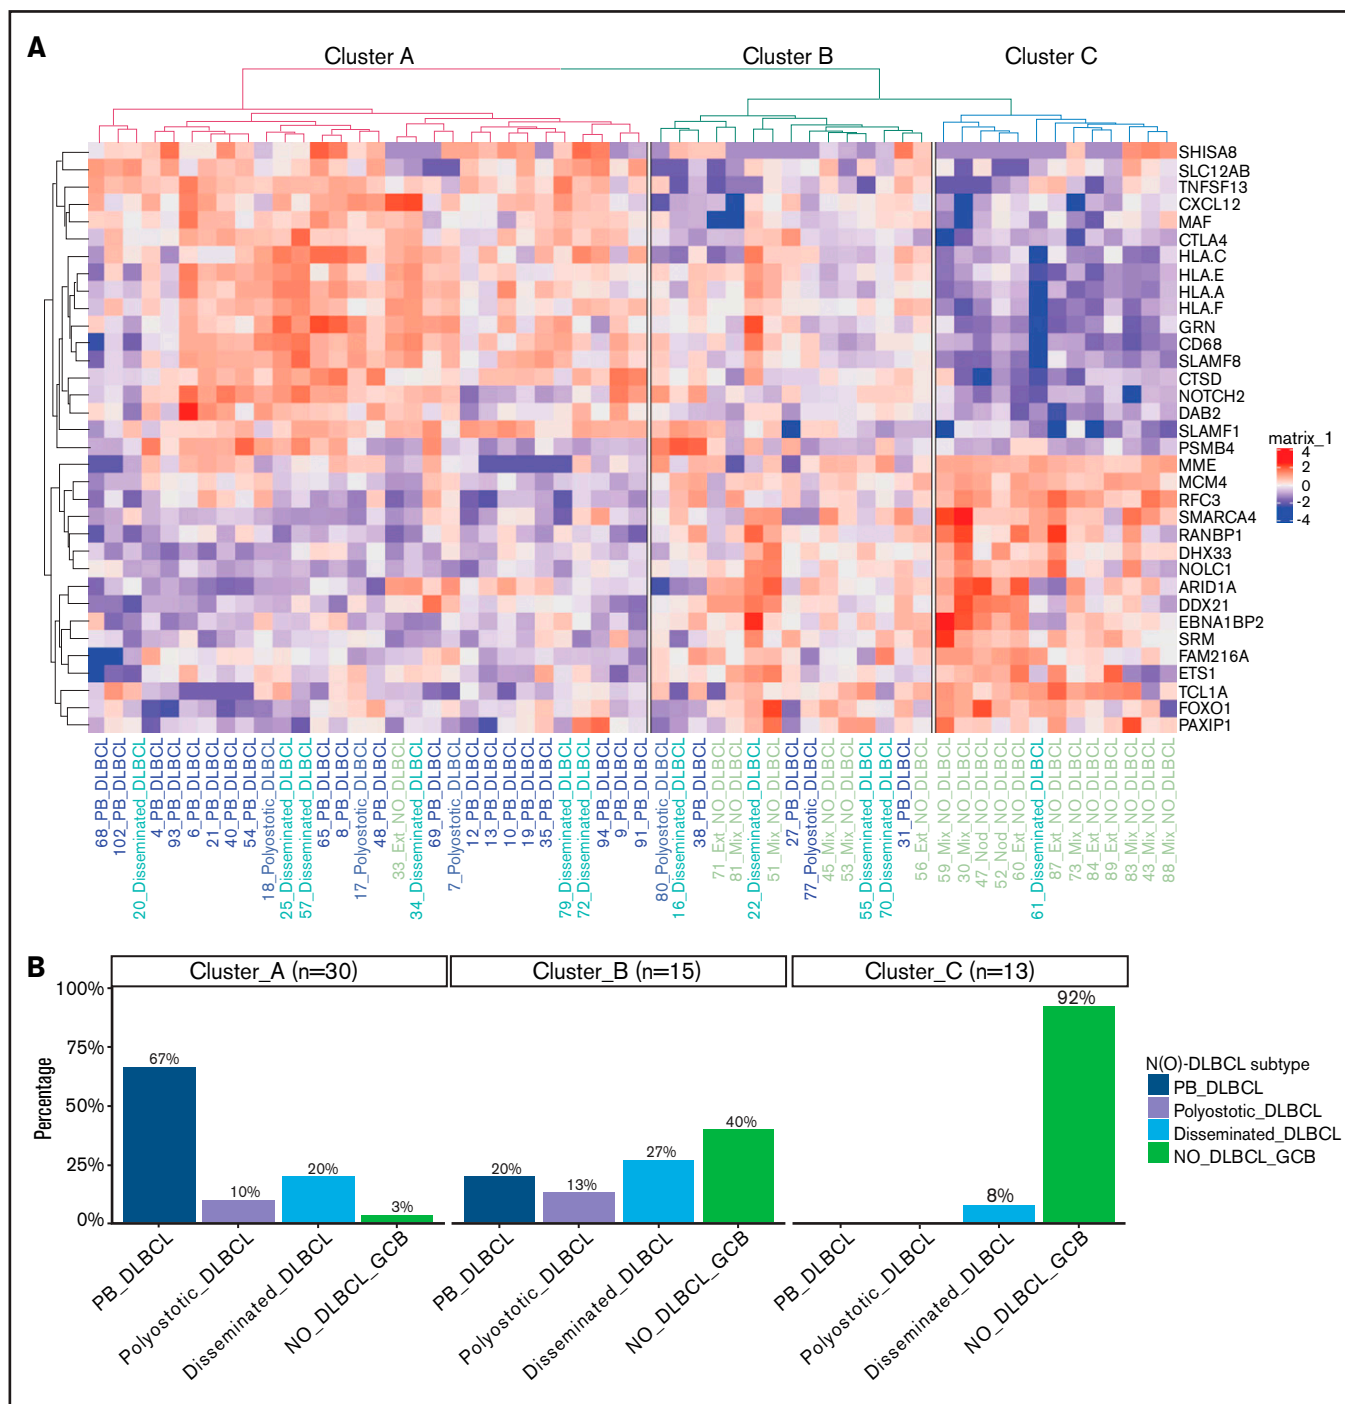 A
Cluster A
Cluster B
Cluster C
SHISA8
SLC12AB
TNFSF13
CXCL12
MAF
CTLA4
HLA.C
HLA.E
HLA.A
HLA.F
GRN
CD68
SLAMF8
CTSD
NOTCH2
DAB2
SLAMF1
PSMB4
MME
MCM4
RFC3
SMARCA4
RANBP1
DHX33
NOLC1
ARID1A
DDX21
EBNA1BP2
SRM
FAM216A
ETS1
TCL1A
FOXO1
PAXIP1
matrix_1
4
2
0
-2
-4
68_PB_DLBCL
102_PB_DLBCL
20_Disseminated_DLBCL
4_PB_DLBCL
93_PB_DLBCL
6_PB_DLBCL
21_PB_DLBCL
40_PB_DLBCL
54_PB_DLBCL
18_Polyostotic_DLBCL
25_Disseminated_DLBCL
57_Disseminated_DLBCL
65_PB_DLBCL
8_PB_DLBCL
17_Polyostotic_DLBCL
48_PB_DLBCL
33_Ext_NO_DLBCL
34_Disseminated_DLBCL
69_PB_DLBCL
7_Polyostotic_DLBCL
12_PB_DLBCL
13_PB_DLBCL
10_PB_DLBCL
19_PB_DLBCL
35_PB_DLBCL
79_Disseminated_DLBCL
72_Disseminated_DLBCL
94_PB_DLBCL
9_PB_DLBCL
91_PB_DLBCL
80_Polyostotic_DLBCL
16_Disseminated_DLBCL
38_PB_DLBCL
71_Ext_NO_DLBCL
81_Mix_NO_DLBCL
22_Disseminated_DLBCL
51_Mix_NO_DLBCL
27_PB_DLBCL
77_Polyostotic_DLBCL
45_Mix_NO_DLBCL
53_Mix_NO_DLBCL
55_Disseminated_DLBCL
70_Disseminated_DLBCL
31_PB_DLBCL
56_Ext_NO_DLBCL
59_Mix_NO_DLBCL
30_Mix_NO_DLBCL
47_Nod_NO_DLBCL
52_Nod_NO_DLBCL
60_Ext_NO_DLBCL
61_Disseminated_DLBCL
87_Ext_NO_DLBCL
73_Mix_NO_DLBCL
84_Ext_NO_DLBCL
89_Ext_NO_DLBCL
83_Mix_NO_DLBCL
43_Mix_NO_DLBCL
88_Mix_NO_DLBCL
B
Cluster_A (n=30)
Cluster_B (n=15)
Cluster_C (n=13)
Percentage
100%
75%
50%
25%
0%
67%
10%
20%
3%
20%
13%
27%
40%
8%
92%
PB_DLBCL
Polyostotic_DLBCL
Disseminated_DLBCL
NO_DLBCL_GCB
PB_DLBCL
Polyostotic_DLBCL
Disseminated_DLBCL
NO_DLBCL_GCB
PB_DLBCL
Polyostotic_DLBCL
Disseminated_DLBCL
NO_DLBCL_GCB
N(O)-DLBCL subtype
PB_DLBCL
Polyostotic_DLBCL
Disseminated_DLBCL
NO_DLBCL_GCB